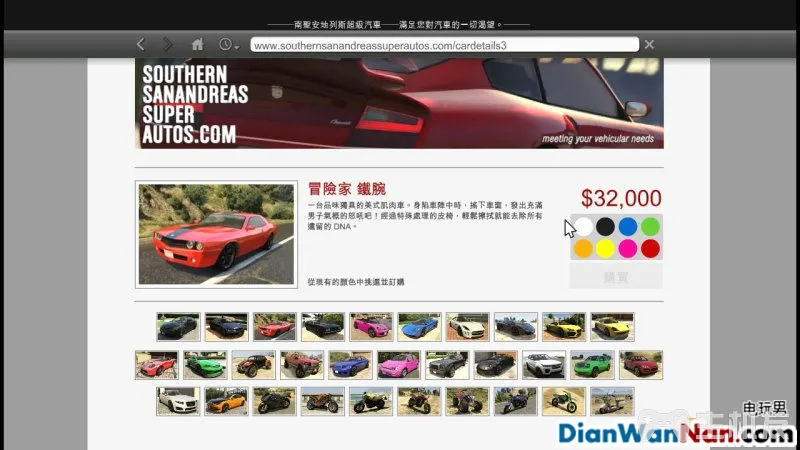 南聖安地列斯超級汽車——滿足您對汽車的一切渴望。
www.southernsanandreassuperautos.com/cardetails3
SOUTHERN
SANANDREAS
SUPER
AUTOS.COM
meeting your vehicular needs
冒險家 鐵腕
$32,000
一台品味獨具的美式肌肉車。身陷車陣中時，搖下車窗，發出充滿
男子氣概的怒吼吧！經過特殊處理的皮椅，輕鬆擦拭就能去除所有
遺留的 DNA。
從現有的顏色中挑選並訂購
購買
电玩男
DianWanNan.com